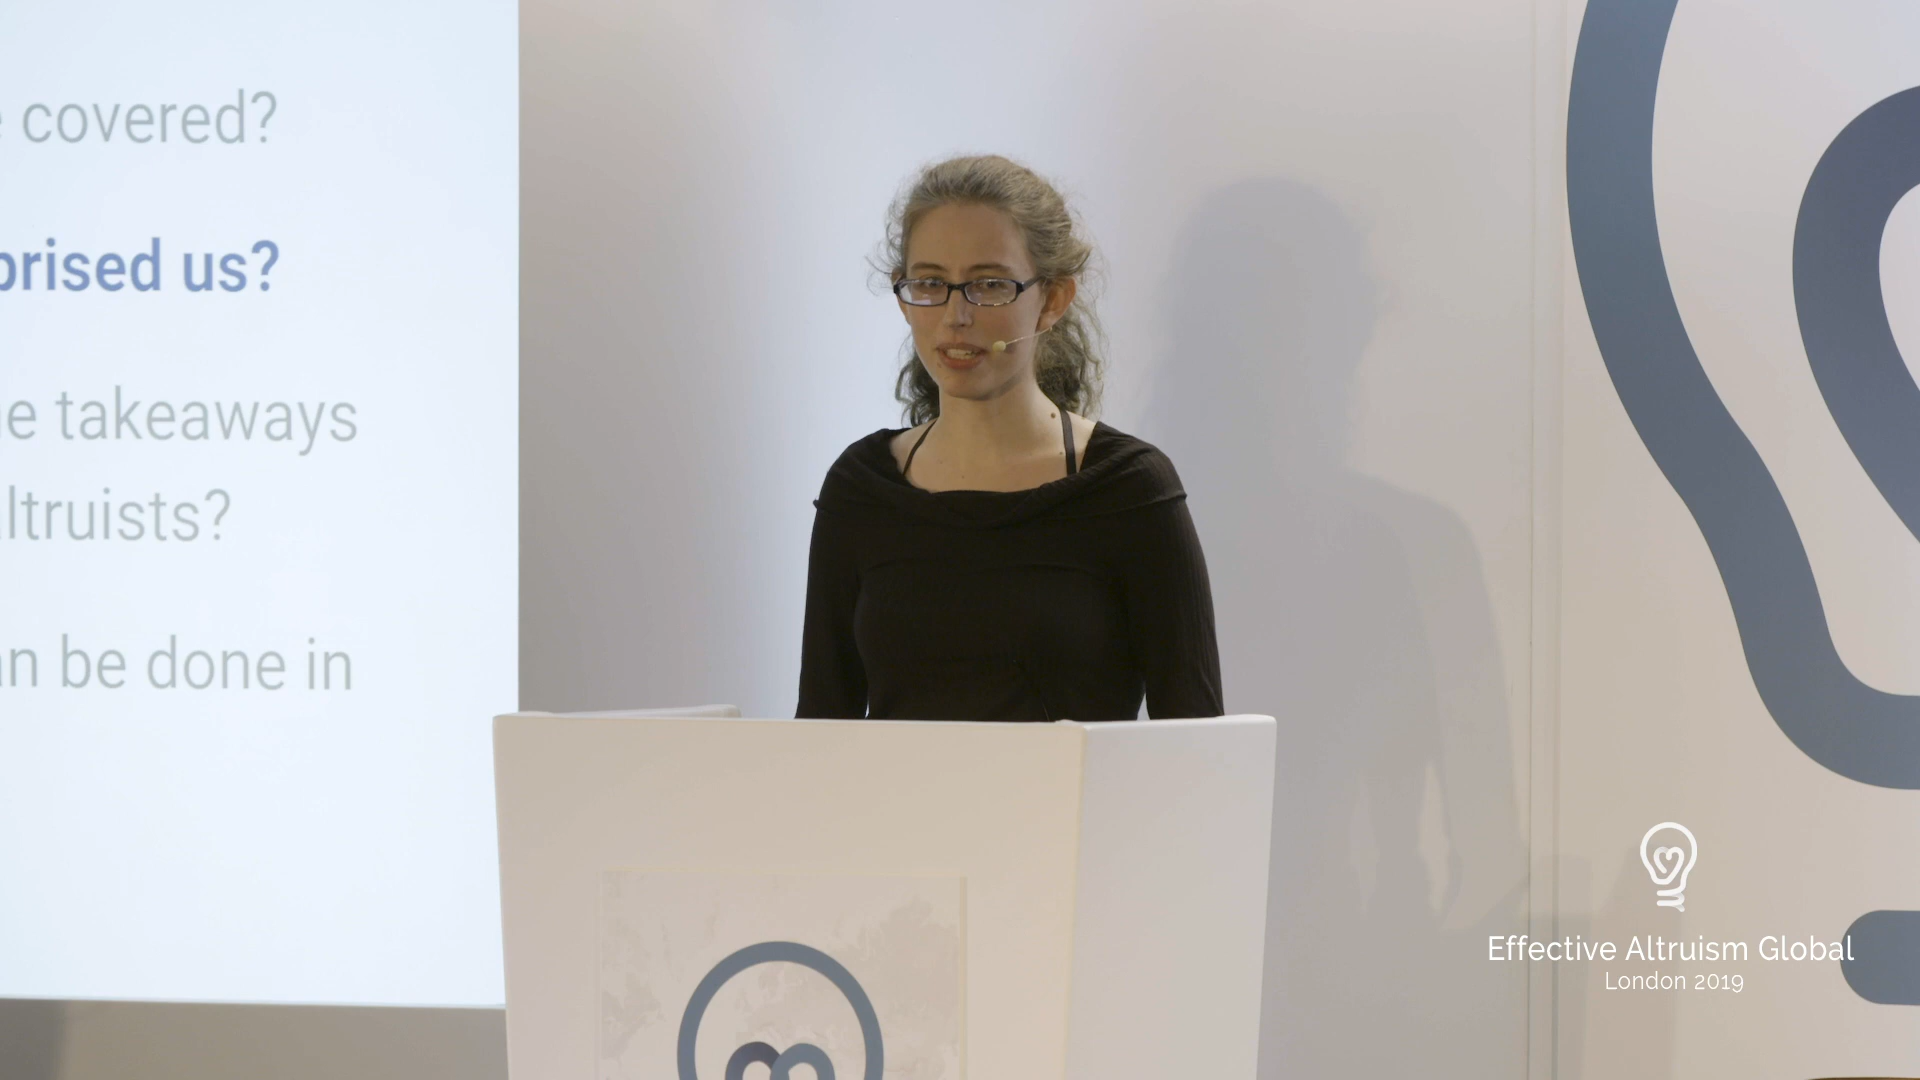 covered?
prised us?
e takeaways
ltruists?
n be done in
Effective Altruism Global
London 2019